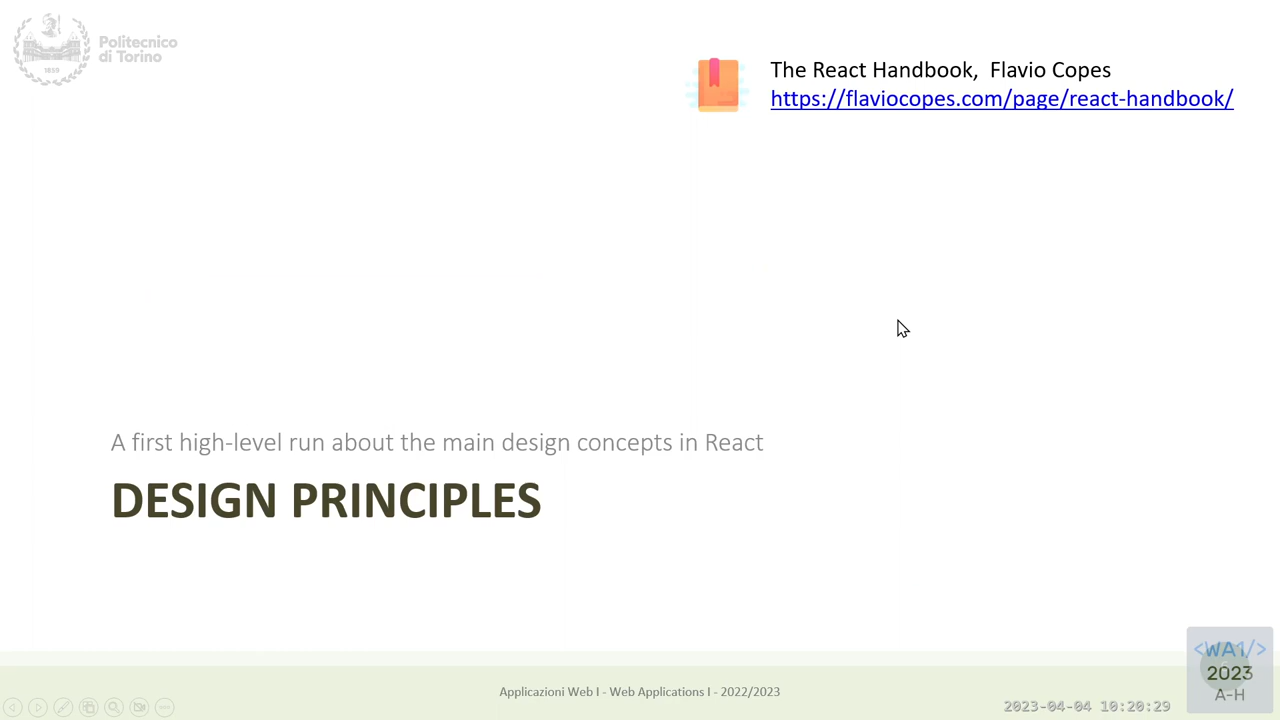 Politecnico
di Torino
1859
The React Handbook, Flavio Copes
https://flaviocopes.com/page/react-handbook/
A first high-level run about the main design concepts in React
DESIGN PRINCIPLES
Applicazioni Web I - Web Applications I - 2022/2023
2023-04-04 10:20:29
<WA1/>
2023
A-H